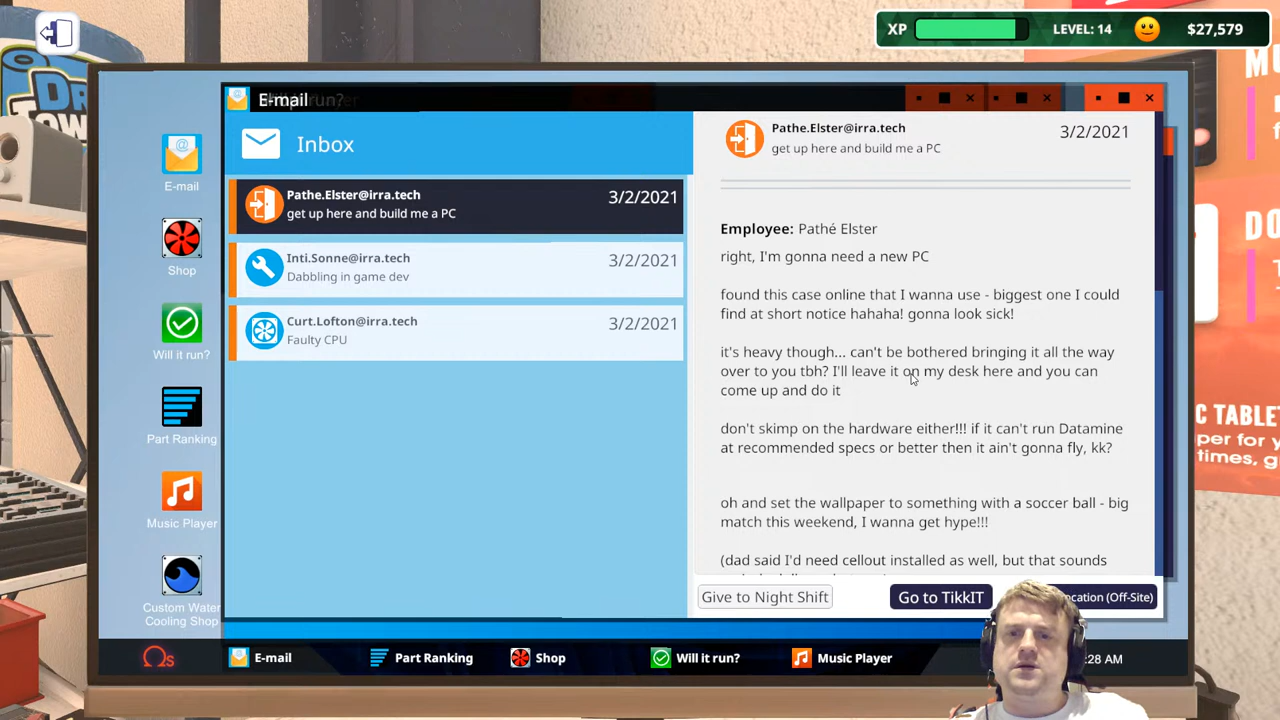 XP
LEVEL: 14
$27,579
E-mail
Inbox
Pathe.Elster@irra.tech
get up here and build me a PC
3/2/2021
Inti.Sonne@irra.tech
Dabbling in game dev
3/2/2021
Curt.Lofton@irra.tech
Faulty CPU
3/2/2021
Pathe.Elster@irra.tech
get up here and build me a PC
3/2/2021
Employee: Pathé Elster
right, I'm gonna need a new PC
found this case online that I wanna use - biggest one I could
find at short notice hahaha! gonna look sick!
it's heavy though... can't be bothered bringing it all the way
over to you tbh? I'll leave it on my desk here and you can
come up and do it
don't skimp on the hardware either!!! if it can't run Datamine
at recommended specs or better then it ain't gonna fly, kk?
oh and set the wallpaper to something with a soccer ball - big
match this weekend, I wanna get hype!!!
(dad said I'd need cellout installed as well, but that sounds
Give to Night Shift
Go to TikkIT
(Off-Site)
E-mail
Shop
Will it run?
Part Ranking
Music Player
Custom Water
Cooling Shop
E-mail
Part Ranking
Shop
Will it run?
Music Player
:28 AM
C TABLET
per for y
times, g